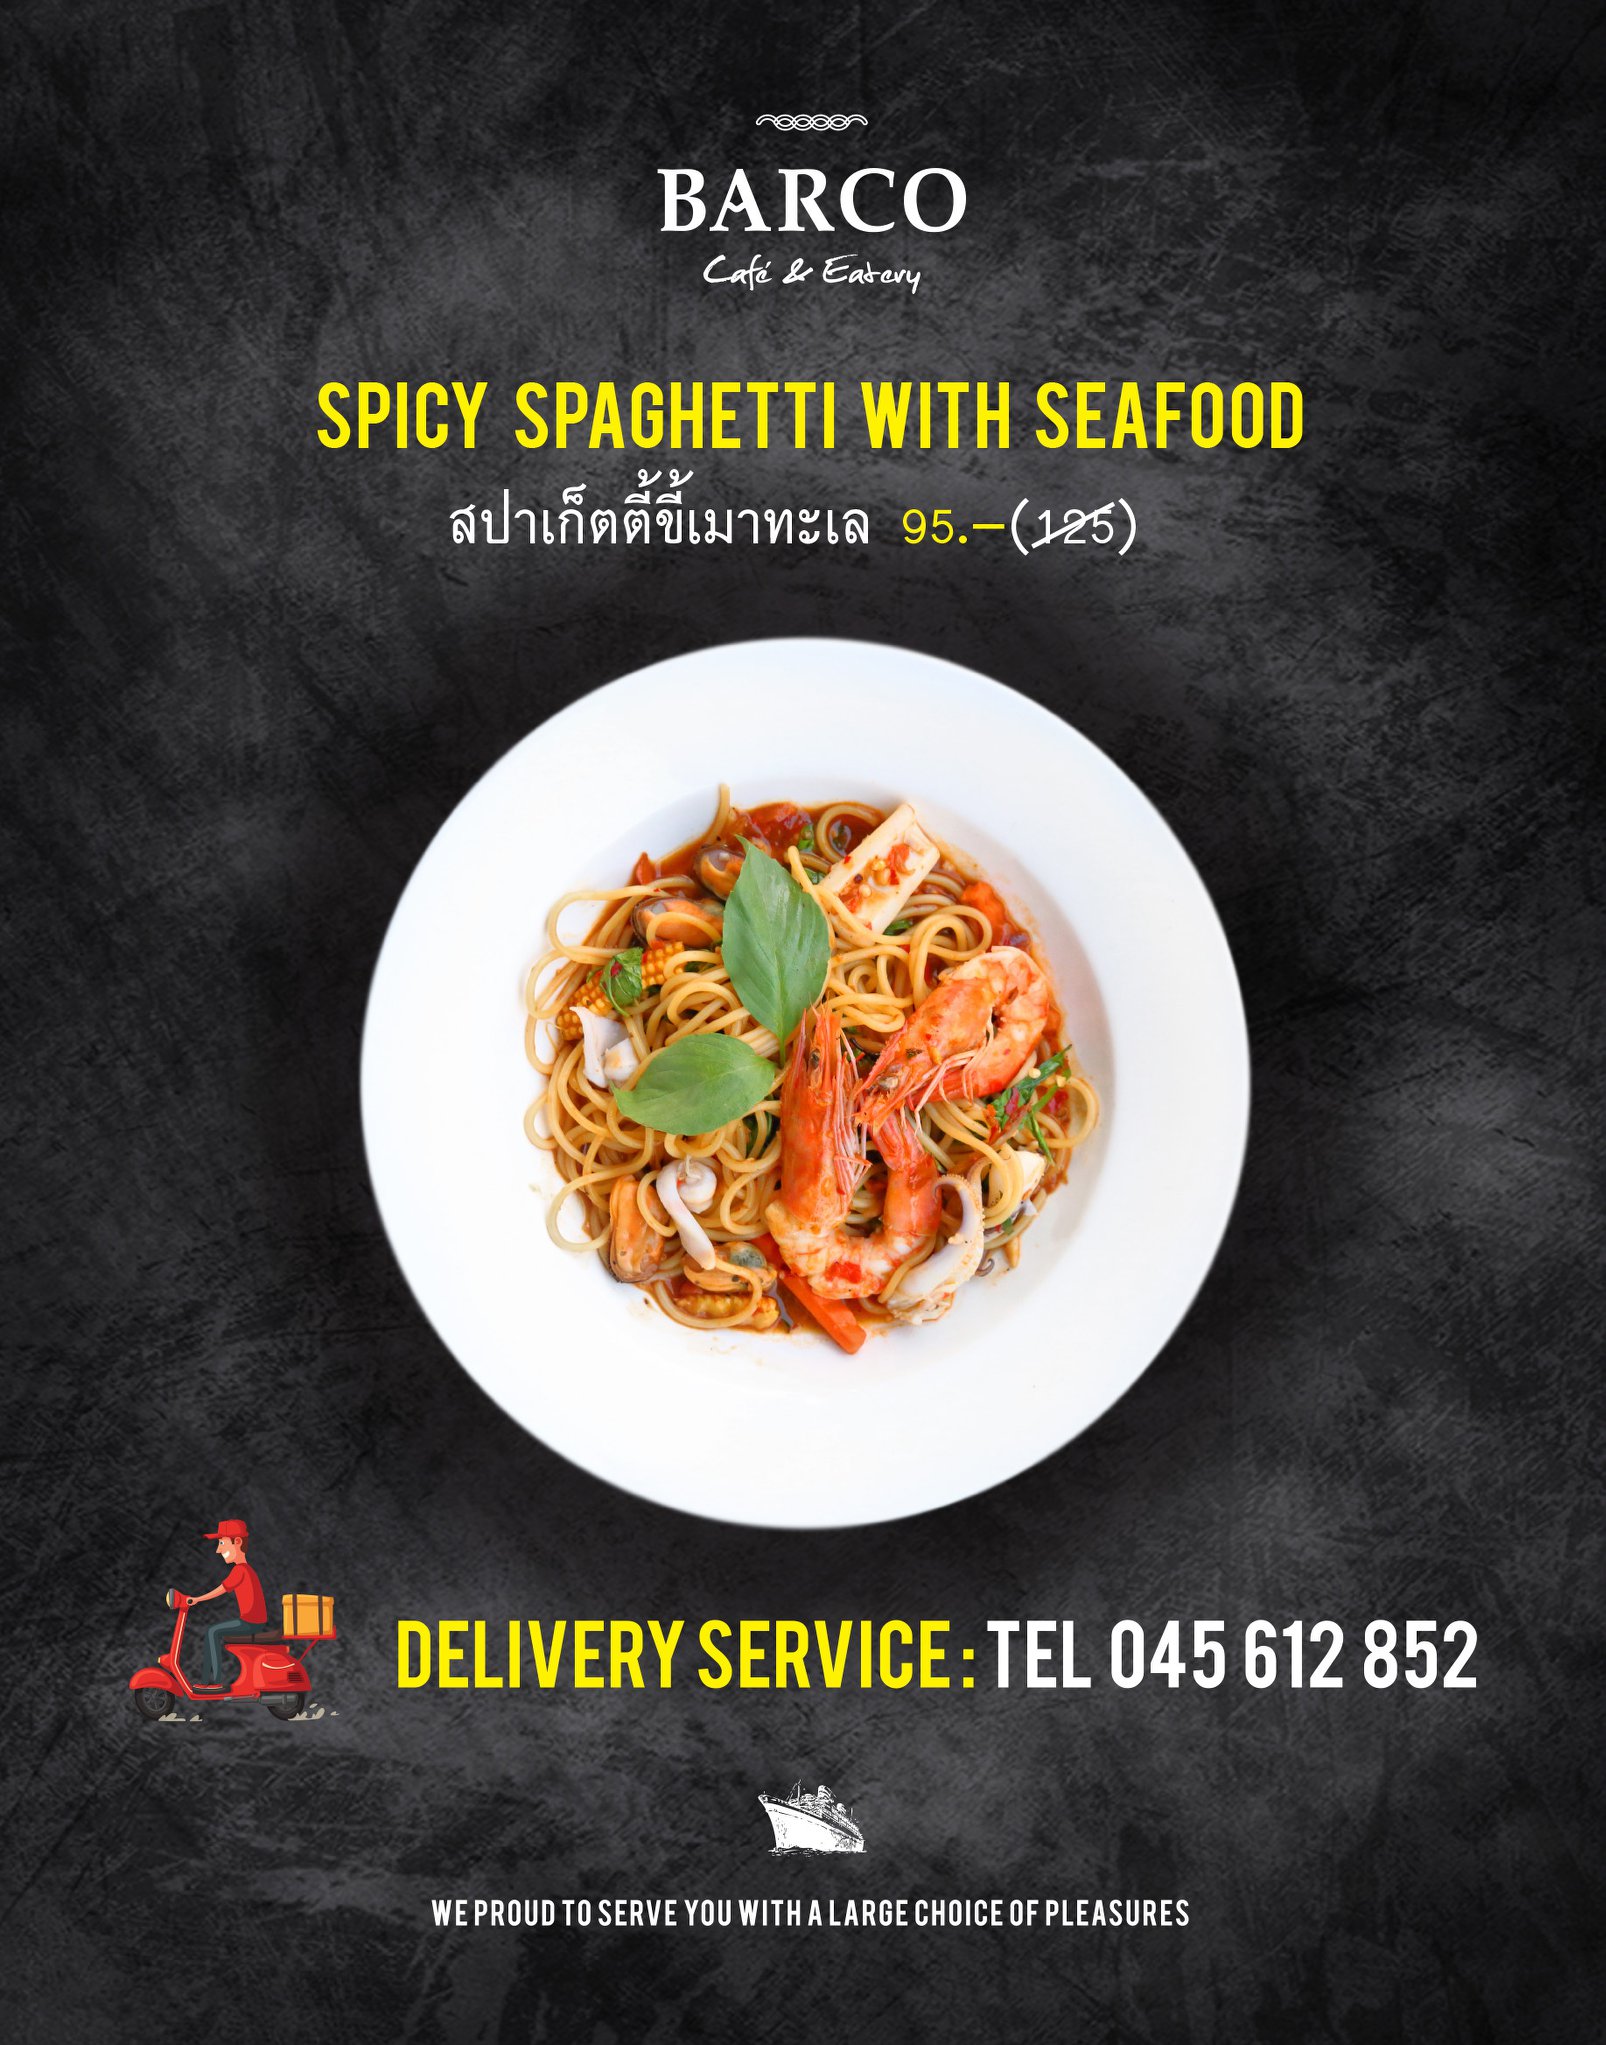 BARCO
Café & Eatery
SPICY SPAGHETTI WITH SEAFOOD
สปาเก็ตตี้ขี้เมาทะเล 95.-(125)
DELIVERY SERVICE : TEL 045 612 852
WE PROUD TO SERVE YOU WITH A LARGE CHOICE OF PLEASURES